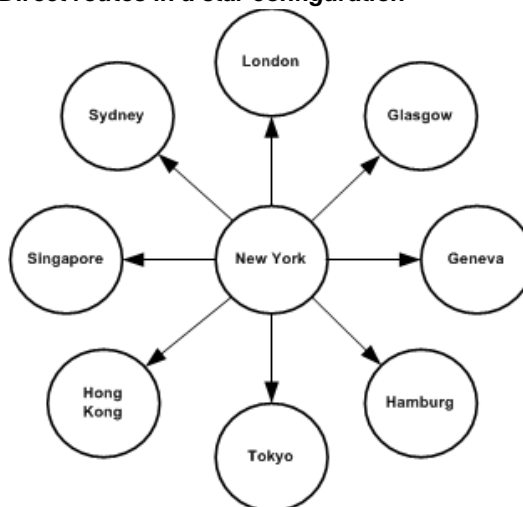 Direct routes in a star configuration
London
Sydney
Glasgow
Singapore
New York
Geneva
Hong
Kong
Hamburg
Tokyo